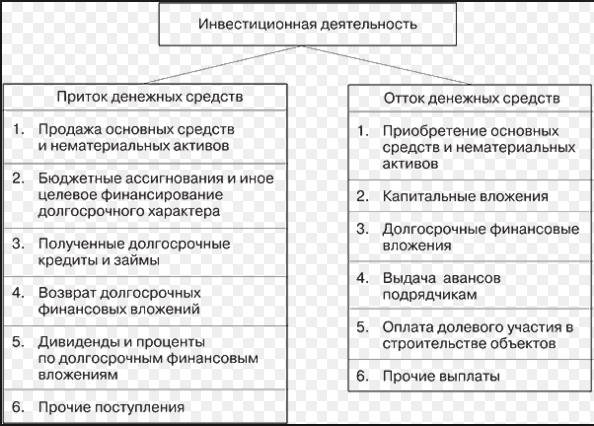 Инвестиционная деятельность
Приток денежных средств
1. Продажа основных средств
и нематериальных активов
2. Бюджетные ассигнования и иное
целевое финансирование
долгосрочного характера
3. Полученные долгосрочные
кредиты и займы
4. Возврат долгосрочных
финансовых вложений
5. Дивиденды и проценты
по долгосрочным финансовым
вложениям
6. Прочие поступления
Отток денежных средств
1. Приобретение основных
средств и нематериальных
активов
2. Капитальные вложения
3. Долгосрочные финансовые
вложения
4. Выдача авансов
подрядчикам
5. Оплата долевого участия в
строительстве объектов
6. Прочие выплаты